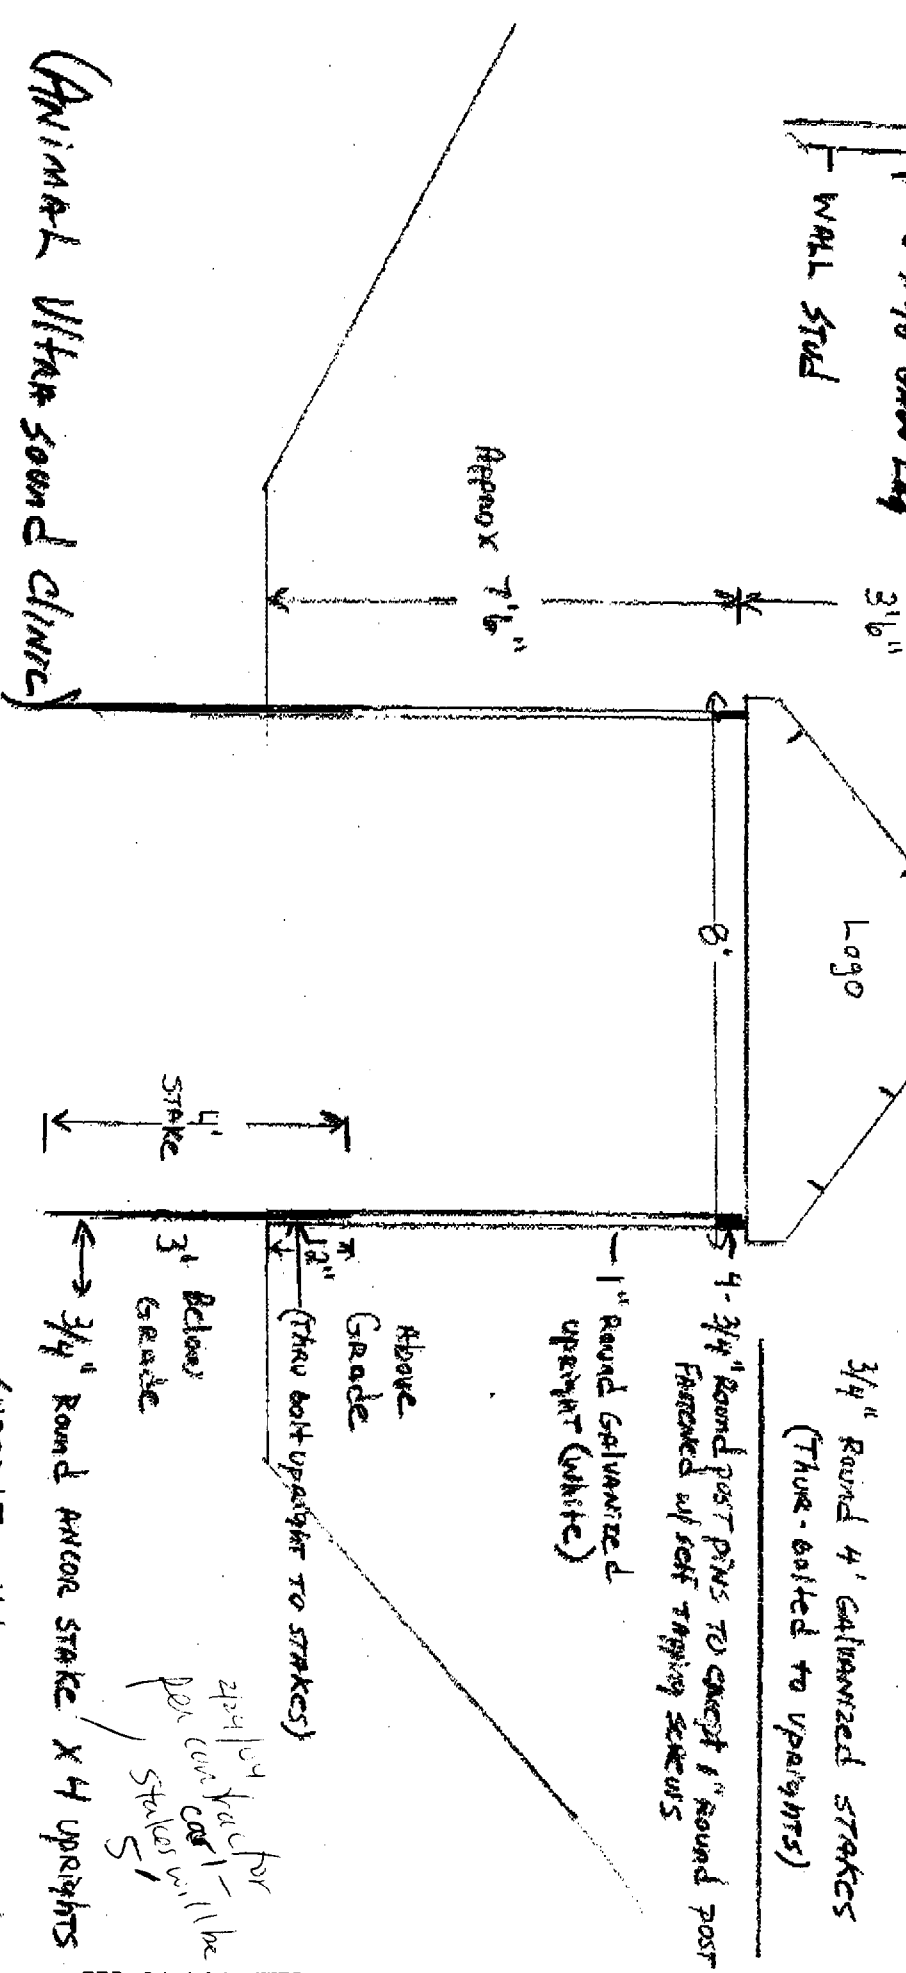 WALL STUD
3'6"
Logo
3/4" Round 4' GALVANIZED STAKES
(Thur-bolted to uprights)
4-3/4" Round post pins to
1" Round post
FASTENED w/ self TAPPING SCREWS
8'
1" Round GALVANIZED
upright (white)
Approx 7'6"
Above
GRADE
12"
(Thru bolt upright TO STAKES)
4'
STAKE
3' Below
GRADE
3/4" Round ANCOR STAKE X 4 uprights
per contractor
stakes will be
5'
(ANIMAL Ultra sound clinic)